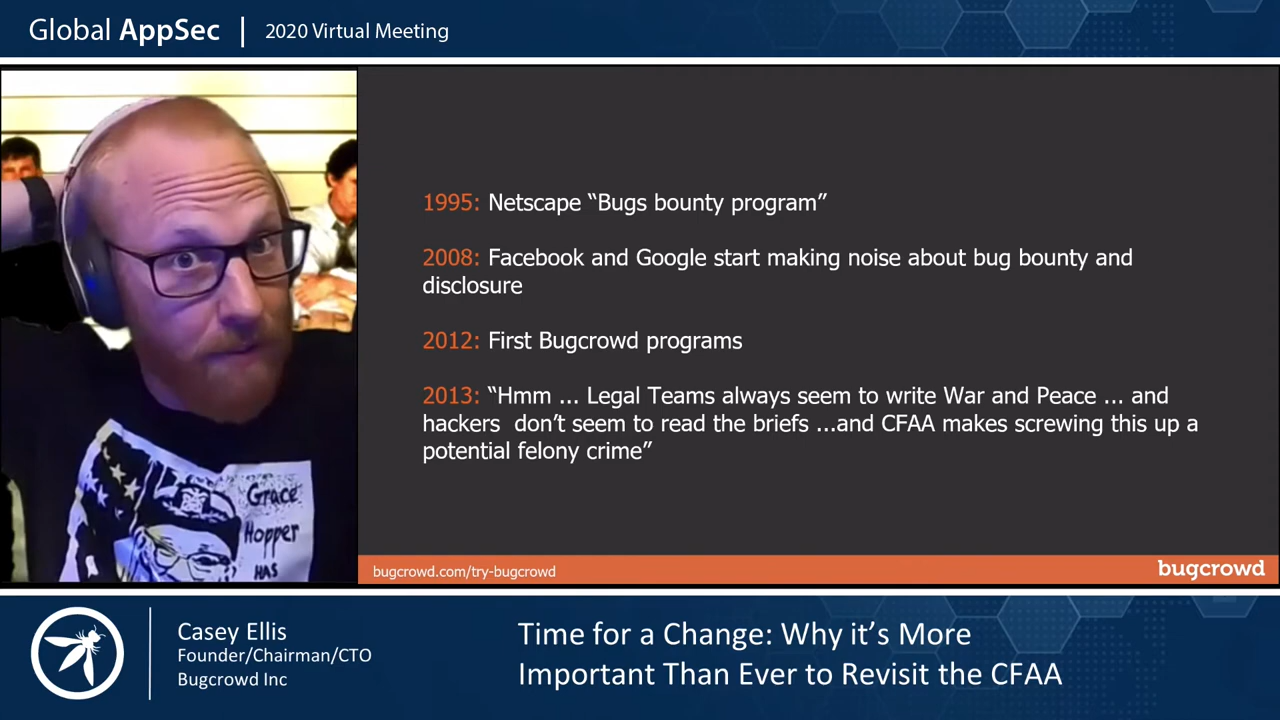 Global AppSec | 2020 Virtual Meeting
1995: Netscape “Bugs bounty program”
2008: Facebook and Google start making noise about bug bounty and
disclosure
2012: First Bugcrowd programs
2013: “Hmm ... Legal Teams always seem to write War and Peace ... and
hackers  don’t seem to read the briefs ...and CFAA makes screwing this up a
potential felony crime”
Grace
Hopper
HAS
bugcrowd.com/try-bugcrowd
bugcrowd
Casey Ellis
Founder/Chairman/CTO
Bugcrowd Inc
Time for a Change: Why it’s More
Important Than Ever to Revisit the CFAA